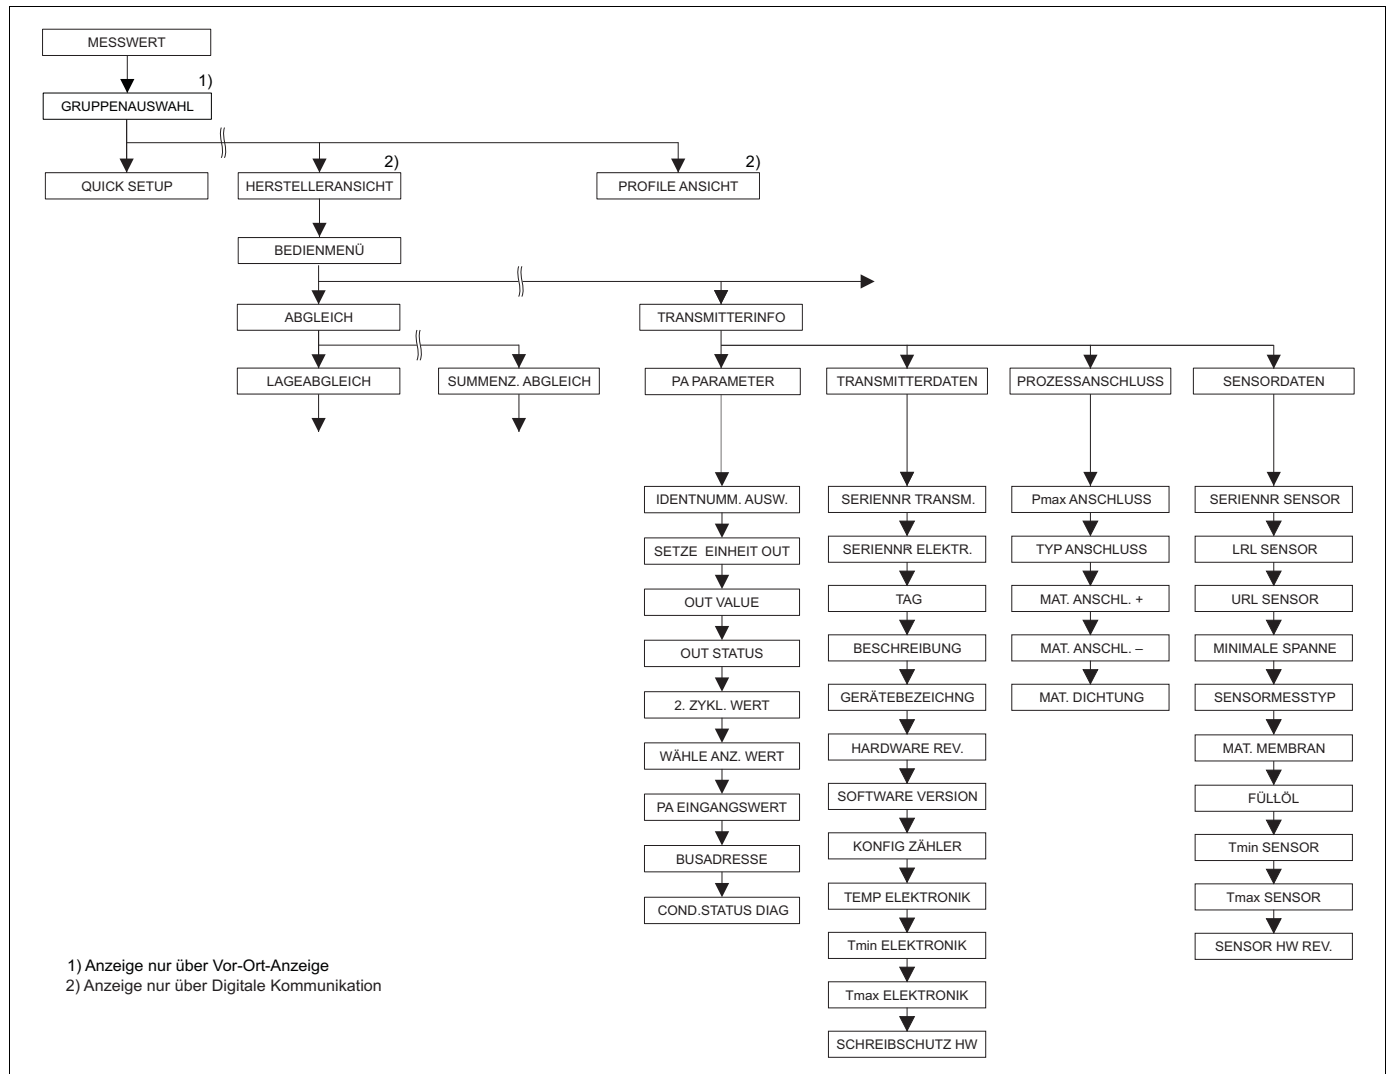 MESSWERT
1)
GRUPPENAUSWAHL
2)
2)
QUICK SETUP
HERSTELLERANSICHT
PROFILE ANSICHT
BEDIENMENÜ
ABGLEICH
TRANSMITTERINFO
LAGEABGLEICH
SUMMENZ. ABGLEICH
PA PARAMETER
TRANSMITTERDATEN
PROZESSANSCHLUSS
SENSORDATEN
IDENTNUMM. AUSW.
SETZE EINHEIT OUT
OUT VALUE
OUT STATUS
2. ZYKL. WERT
WÄHLE ANZ. WERT
PA EINGANGSWERT
BUSADRESSE
COND.STATUS DIAG
SERIENNR TRANSM.
SERIENNR ELEKTR.
TAG
BESCHREIBUNG
GERÄTEBEZEICHNG
HARDWARE REV.
SOFTWARE VERSION
KONFIG ZÄHLER
TEMP ELEKTRONIK
Tmin ELEKTRONIK
Tmax ELEKTRONIK
SCHREIBSCHUTZ HW
Pmax ANSCHLUSS
TYP ANSCHLUSS
MAT. ANSCHL. +
MAT. ANSCHL. –
MAT. DICHTUNG
SERIENNR SENSOR
LRL SENSOR
URL SENSOR
MINIMALE SPANNE
SENSORMESSTYP
MAT. MEMBRAN
FÜLLÖL
Tmin SENSOR
Tmax SENSOR
SENSOR HW REV.
1) Anzeige nur über Vor-Ort-Anzeige
2) Anzeige nur über Digitale Kommunikation